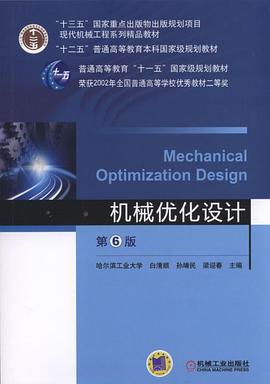 “十三五”国家重点出版物出版规划项目
现代机械工程系列精品教材
“十二五”普通高等教育本科国家级规划教材
普通高等教育“十一五”国家级规划教材
荣获2002年全国普通高等学校优秀教材二等奖
Mechanical
Optimization Design
机械优化设计
第6版
哈尔滨工业大学 白清顺 孙靖民 梁迎春 主编
机械工业出版社
CHINA MACHINE PRESS